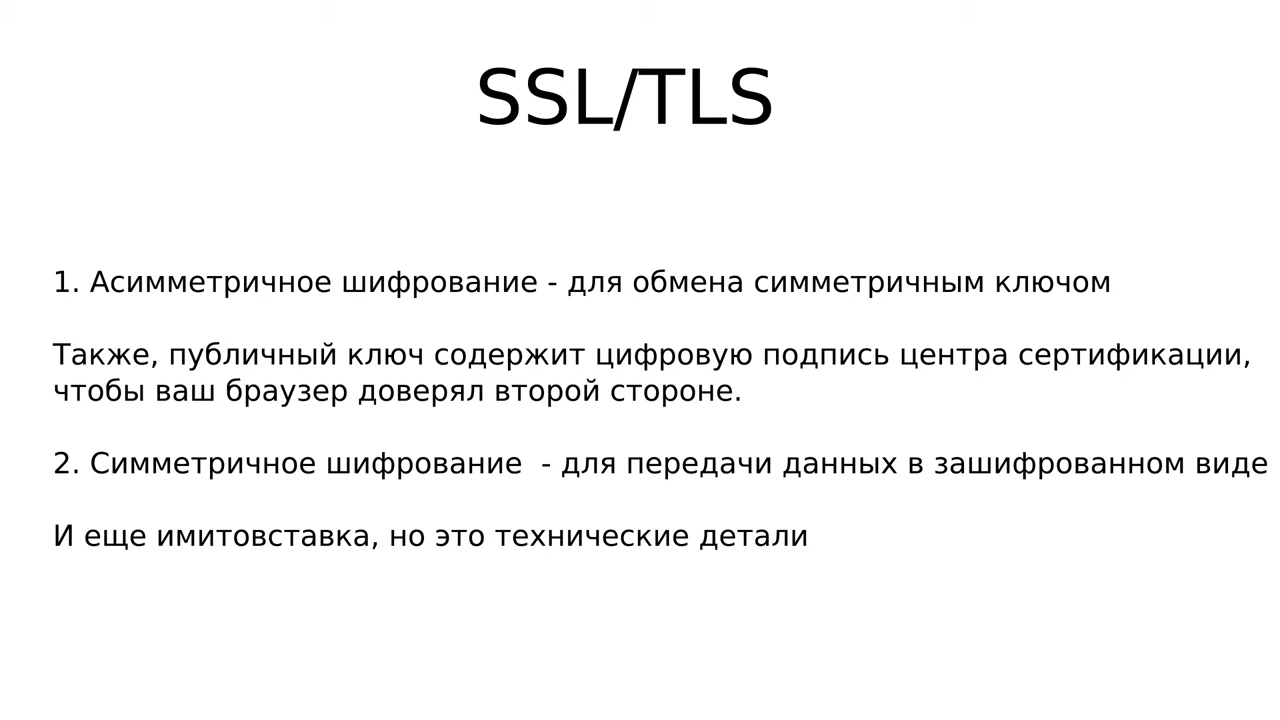 SSL/TLS
1. Асимметричное шифрование - для обмена симметричным ключом
Также, публичный ключ содержит цифровую подпись центра сертификации,
чтобы ваш браузер доверял второй стороне.
2. Симметричное шифрование  - для передачи данных в зашифрованном виде
И еще имитовставка, но это технические детали